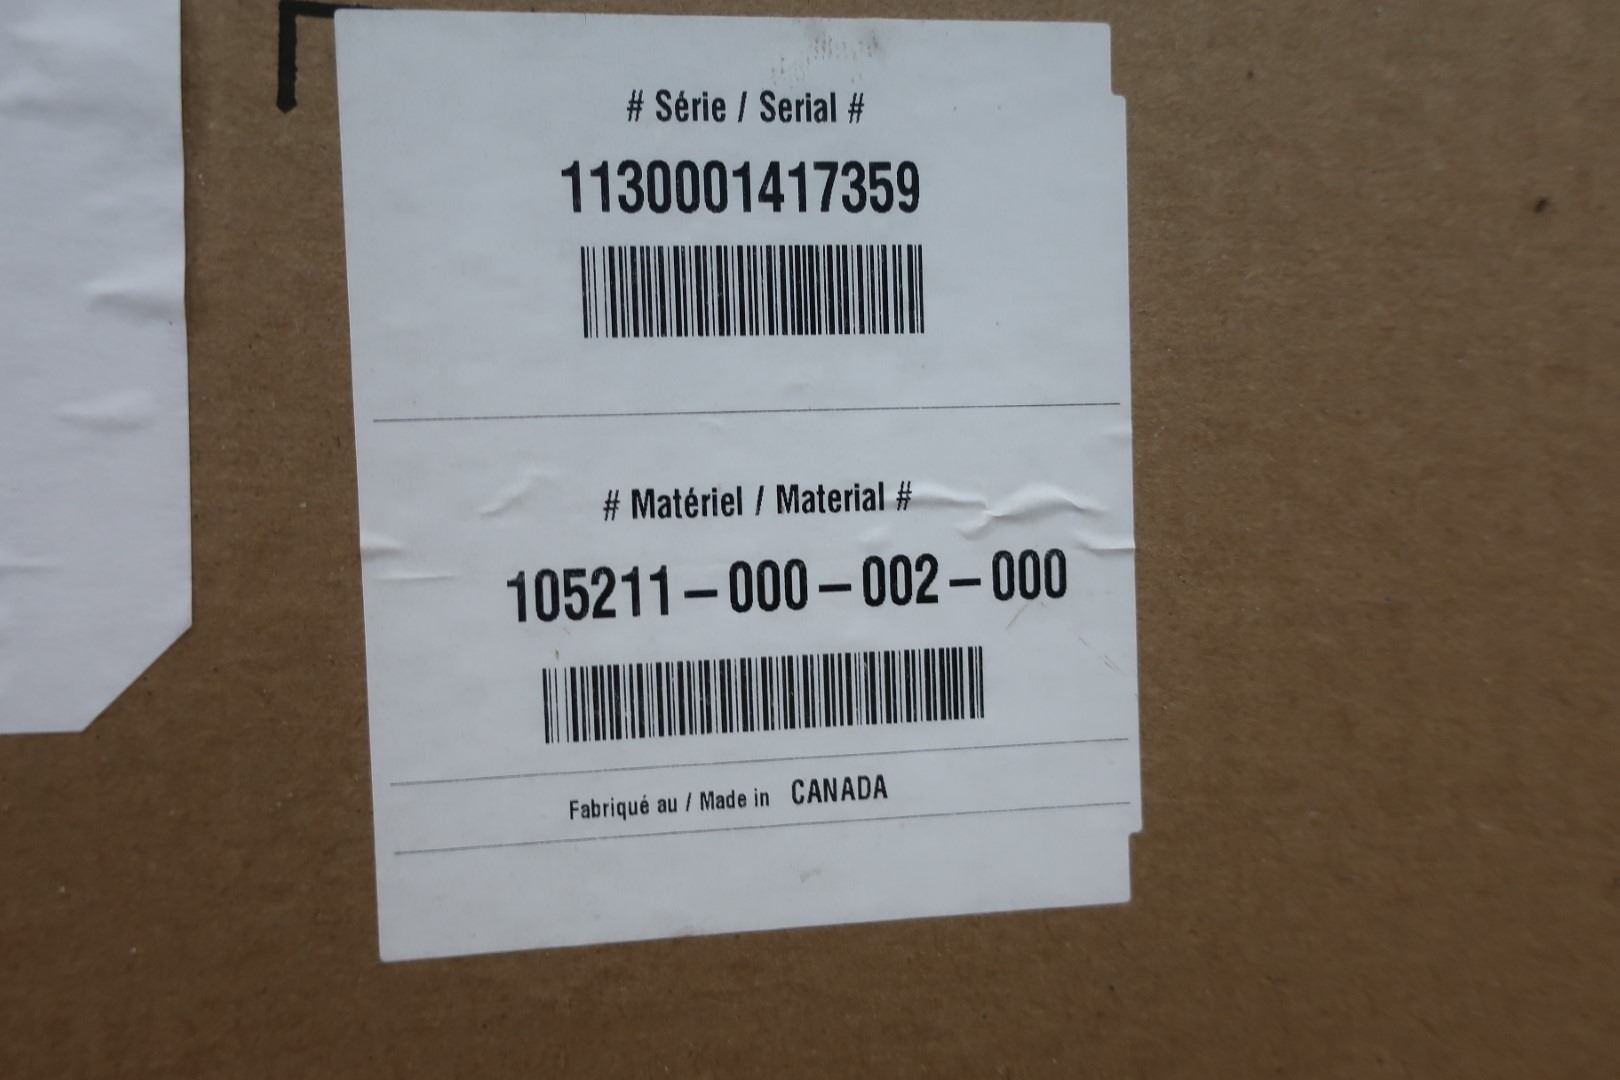 # Série / Serial #
1130001417359
# Matériel / Material #
105211-000-002-000
Fabriqué au / Made in CANADA